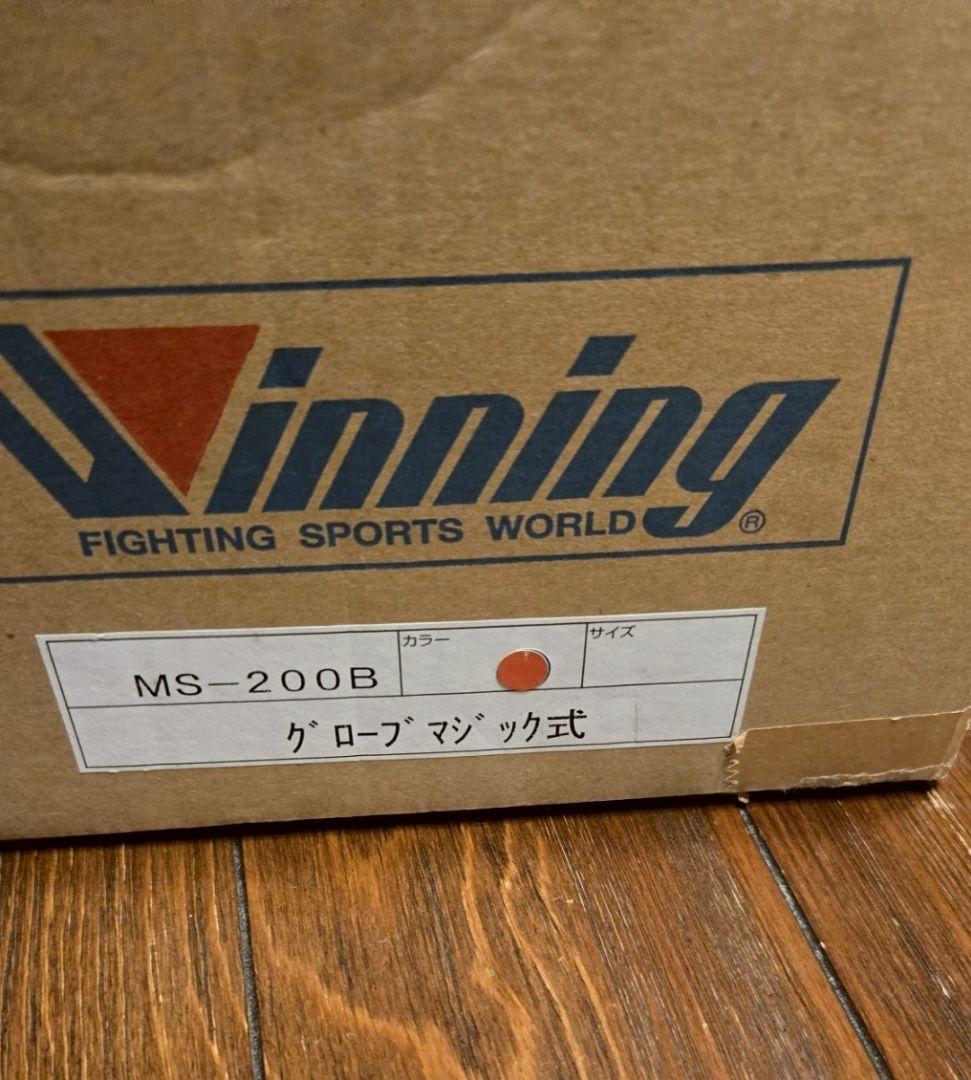 Winning
FIGHTING SPORTS WORLD ®
MS-200B
カラー
サイズ
グローブマジック式